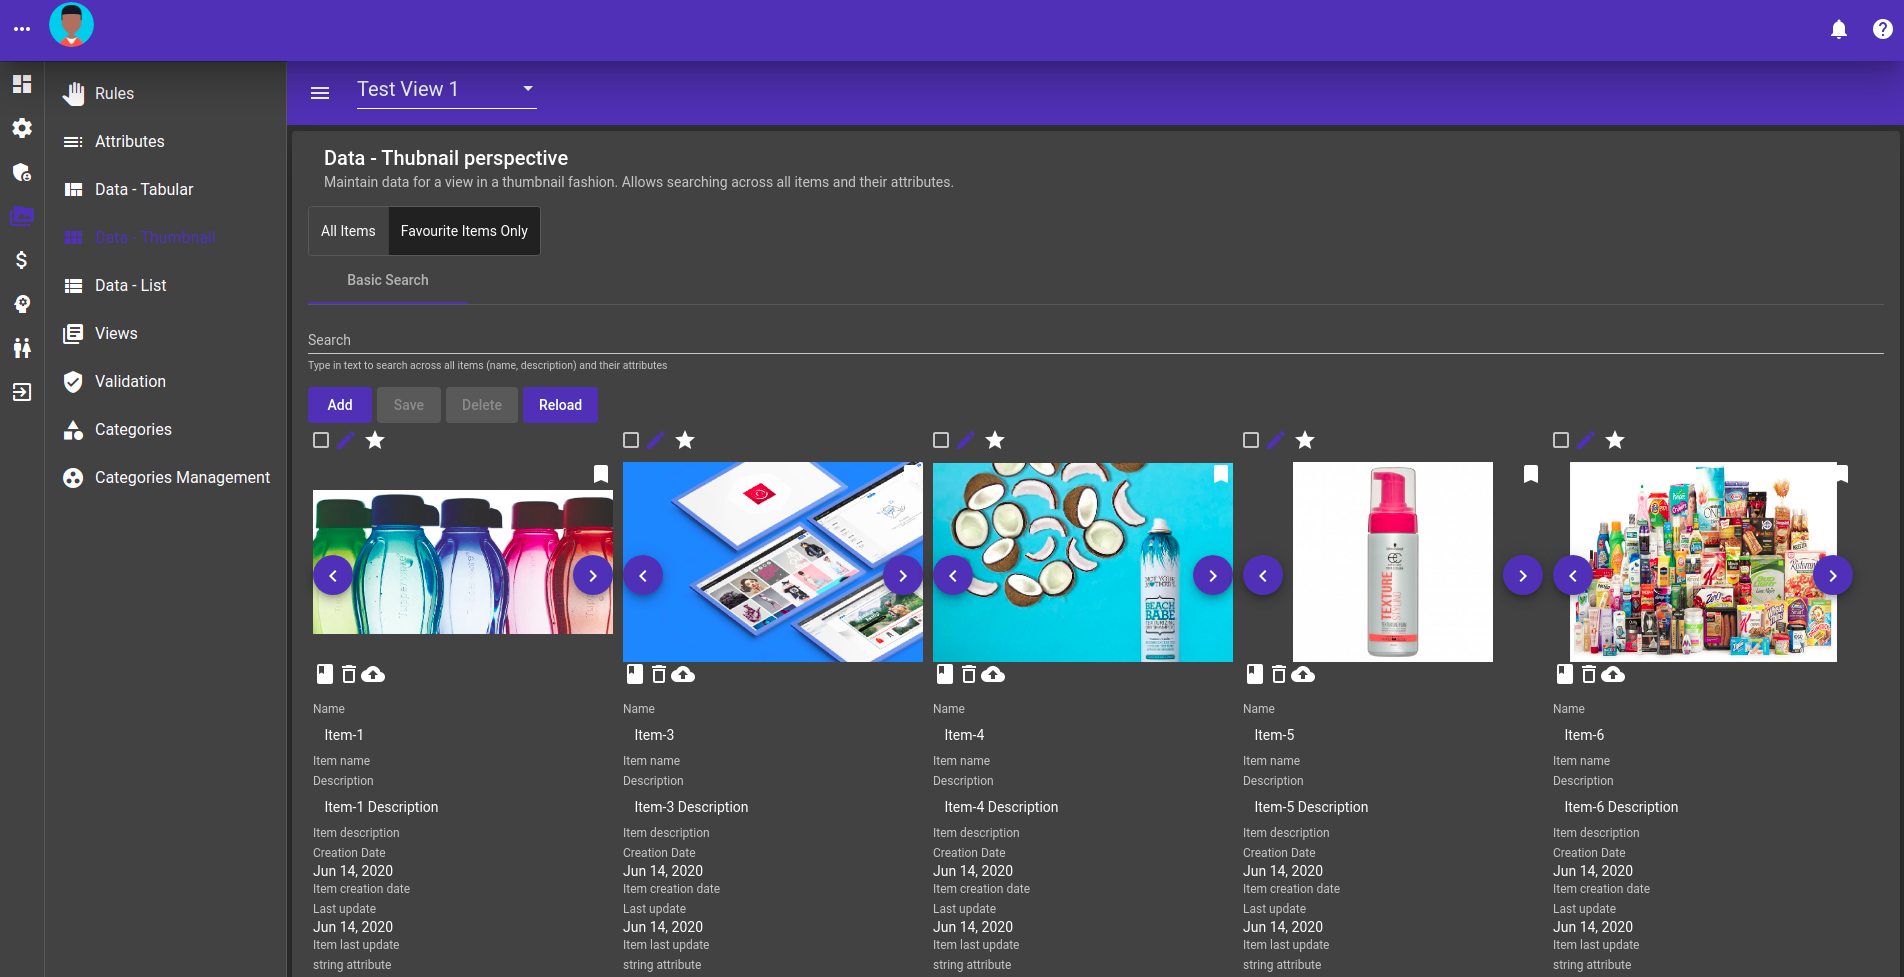 Test View 1
Rules
Attributes
Data - Tabular
Data - Thumbnail
Data - List
Views
Validation
Categories
Categories Management
Data - Thubnail perspective
Maintain data for a view in a thumbnail fashion. Allows searching across all items and their attributes.
All Items Favourite Items Only
Basic Search
Search
Type in text to search across all items (name, description) and their attributes
Add Save Delete Reload
BEACH
BABE
TEXTURE
Name Name Name Name Name
Item-1 Item-3 Item-4 Item-5 Item-6
Item name Item name Item name Item name Item name
Description Description Description Description Description
Item-1 Description Item-3 Description Item-4 Description Item-5 Description Item-6 Description
Item description Item description Item description Item description Item description
Creation Date Creation Date Creation Date Creation Date Creation Date
Jun 14, 2020 Jun 14, 2020 Jun 14, 2020 Jun 14, 2020 Jun 14, 2020
Item creation date Item creation date Item creation date Item creation date Item creation date
Last update Last update Last update Last update Last update
Jun 14, 2020 Jun 14, 2020 Jun 14, 2020 Jun 14, 2020 Jun 14, 2020
Item last update Item last update Item last update Item last update Item last update
string attribute string attribute string attribute string attribute string attribute